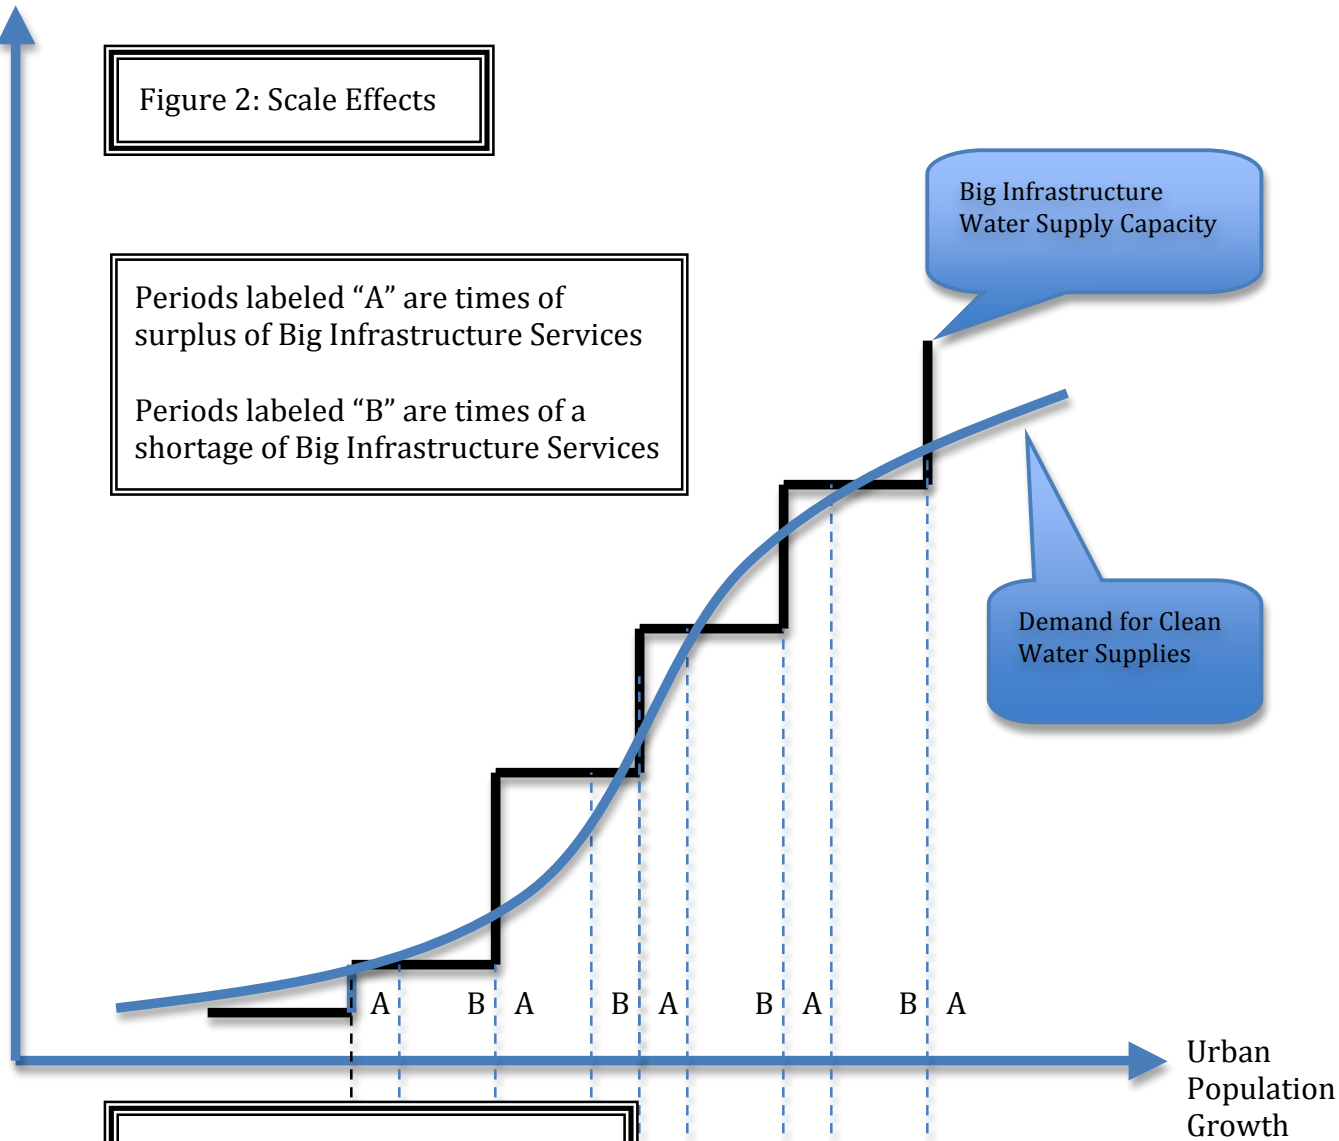 Figure 2: Scale Effects
Big Infrastructure
Water Supply Capacity
Periods labeled “A” are times of
surplus of Big Infrastructure Services
Periods labeled “B” are times of a
shortage of Big Infrastructure Services
Demand for Clean
Water Supplies
A B A B A B A B A
Urban
Population
Growth